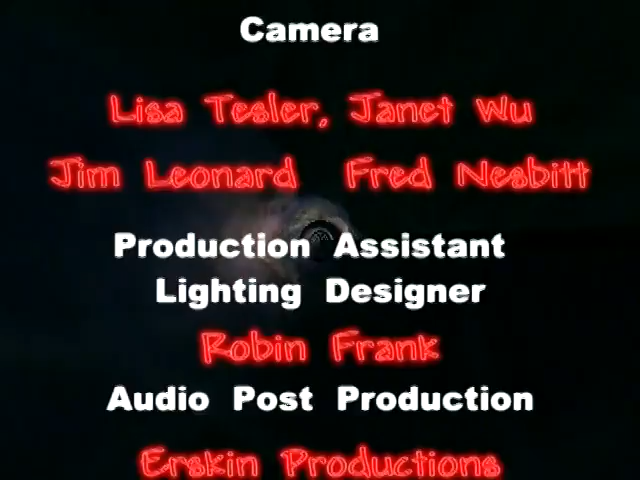 Camera
Lisa Tesler, Janet Wu
Jim Leonard Fred Nesbitt
Production Assistant
Lighting Designer
Robin Frank
Audio Post Production
Erskin Productions